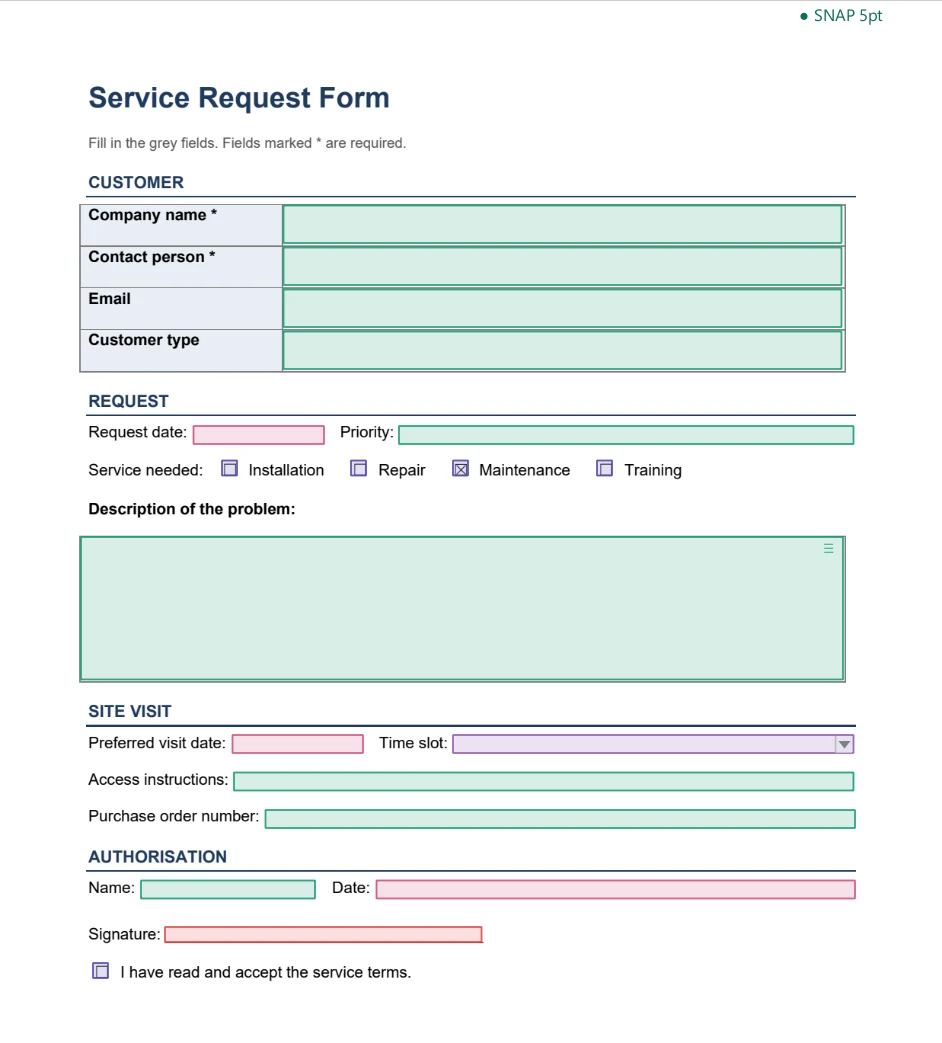 SNAP 5pt
Service Request Form
Fill in the grey fields. Fields marked * are required.
CUSTOMER
Company name *
Contact person *
Email
Customer type
REQUEST
Request date: Priority:
Service needed: Installation Repair Maintenance Training
Description of the problem:
SITE VISIT
Preferred visit date: Time slot:
Access instructions:
Purchase order number:
AUTHORISATION
Name: Date:
Signature:
I have read and accept the service terms.